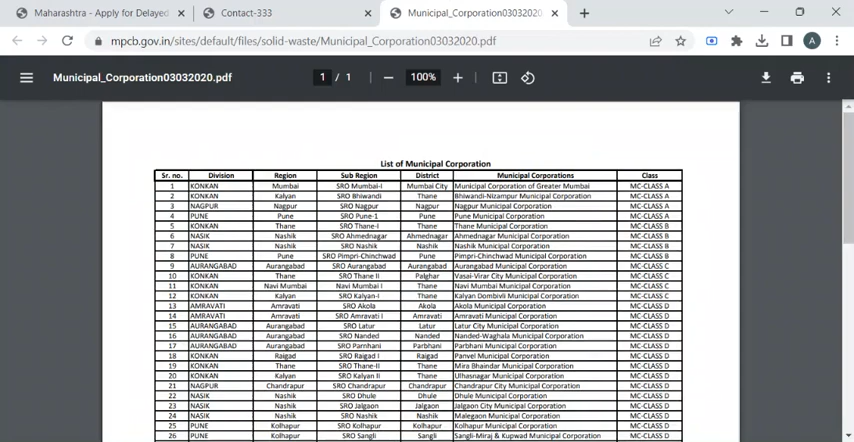 Maharashtra - Apply for Delayed
Contact-333
Municipal_Corporation03032020.p
mpcb.gov.in/sites/default/files/solid-waste/Municipal_Corporation03032020.pdf
A
Municipal_Corporation03032020.pdf
1 / 1
100%
List of Municipal Corporation
Sr. no. Division Region Sub Region District Municipal Corporations Class
1 KONKAN Mumbai SRO Mumbai-I Mumbai City Municipal Corporation of Greater Mumbai MC-CLASS A
2 KONKAN Kalyan SRO Bhiwandi Thane Bhiwandi-Nizampur Municipal Corporation MC-CLASS B
3 NAGPUR Nagpur SRO Nagpur Nagpur Nagpur Municipal Corporation MC-CLASS A
4 PUNE Pune SRO Pune-1 Pune Pune Municipal Corporation MC-CLASS A
5 KONKAN Thane SRO Thane-I Thane Thane Municipal Corporation MC-CLASS B
6 NASIK Nashik SRO Ahmednagar Ahmednagar Ahmednagar Municipal Corporation MC-CLASS B
7 NASIK Nashik SRO Nashik Nashik Nashik Municipal Corporation MC-CLASS B
8 PUNE Pune SRO Pimpri-Chinchwad Pune Pimpri-Chinchwad Municipal Corporation MC-CLASS B
9 AURANGABAD Aurangabad SRO Aurangabad Aurangabad Aurangabad Municipal Corporation MC-CLASS C
10 KONKAN Thane SRO Thane II Palghar Vasai-Virar City Municipal Corporation MC-CLASS C
11 KONKAN Navi Mumbai Navi Mumbai I Thane Navi Mumbai Municipal Corporation MC-CLASS C
12 KONKAN Kalyan SRO Kalyan-I Thane Kalyan Dombivli Municipal Corporation MC-CLASS C
13 AMRAVATI Amravati SRO Akola Akola Akola Municipal Corporation MC-CLASS D
14 AMRAVATI Amravati SRO Amravati I Amravati Amravati Municipal Corporation MC-CLASS D
15 AURANGABAD Aurangabad SRO Latur Latur Latur City Municipal Corporation MC-CLASS D
16 AURANGABAD Aurangabad SRO Nanded Nanded Nanded-Waghala Municipal Corporation MC-CLASS D
17 AURANGABAD Aurangabad SRO Parnhani Parbhani Parbhani Municipal Corporation MC-CLASS D
18 KONKAN Raigad SRO Raigad I Raigad Panvel Municipal Corporation MC-CLASS D
19 KONKAN Thane SRO Thane-II Thane Mira Bhaindar Municipal Corporation MC-CLASS D
20 KONKAN Kalyan SRO Kalyan II Thane Ulhasnagar Municipal Corporation MC-CLASS D
21 NAGPUR Chandrapur SRO Chandrapur Chandrapur Chandrapur City Municipal Corporation MC-CLASS D
22 NASIK Nashik SRO Dhule Dhule Dhule Municipal Corporation MC-CLASS D
23 NASIK Nashik SRO Jalgaon Jalgaon Jalgaon City Municipal Corporation MC-CLASS D
24 NASIK Nashik SRO Nashik Nashik Malegaon Municipal Corporation MC-CLASS D
25 PUNE Kolhapur SRO Kolhapur Kolhapur Kolhapur Municipal Corporation MC-CLASS D
26 PUNE Kolhapur SRO Sangli Sangli Sangli-Miraj & Kupwad Municipal Corporation MC-CLASS D